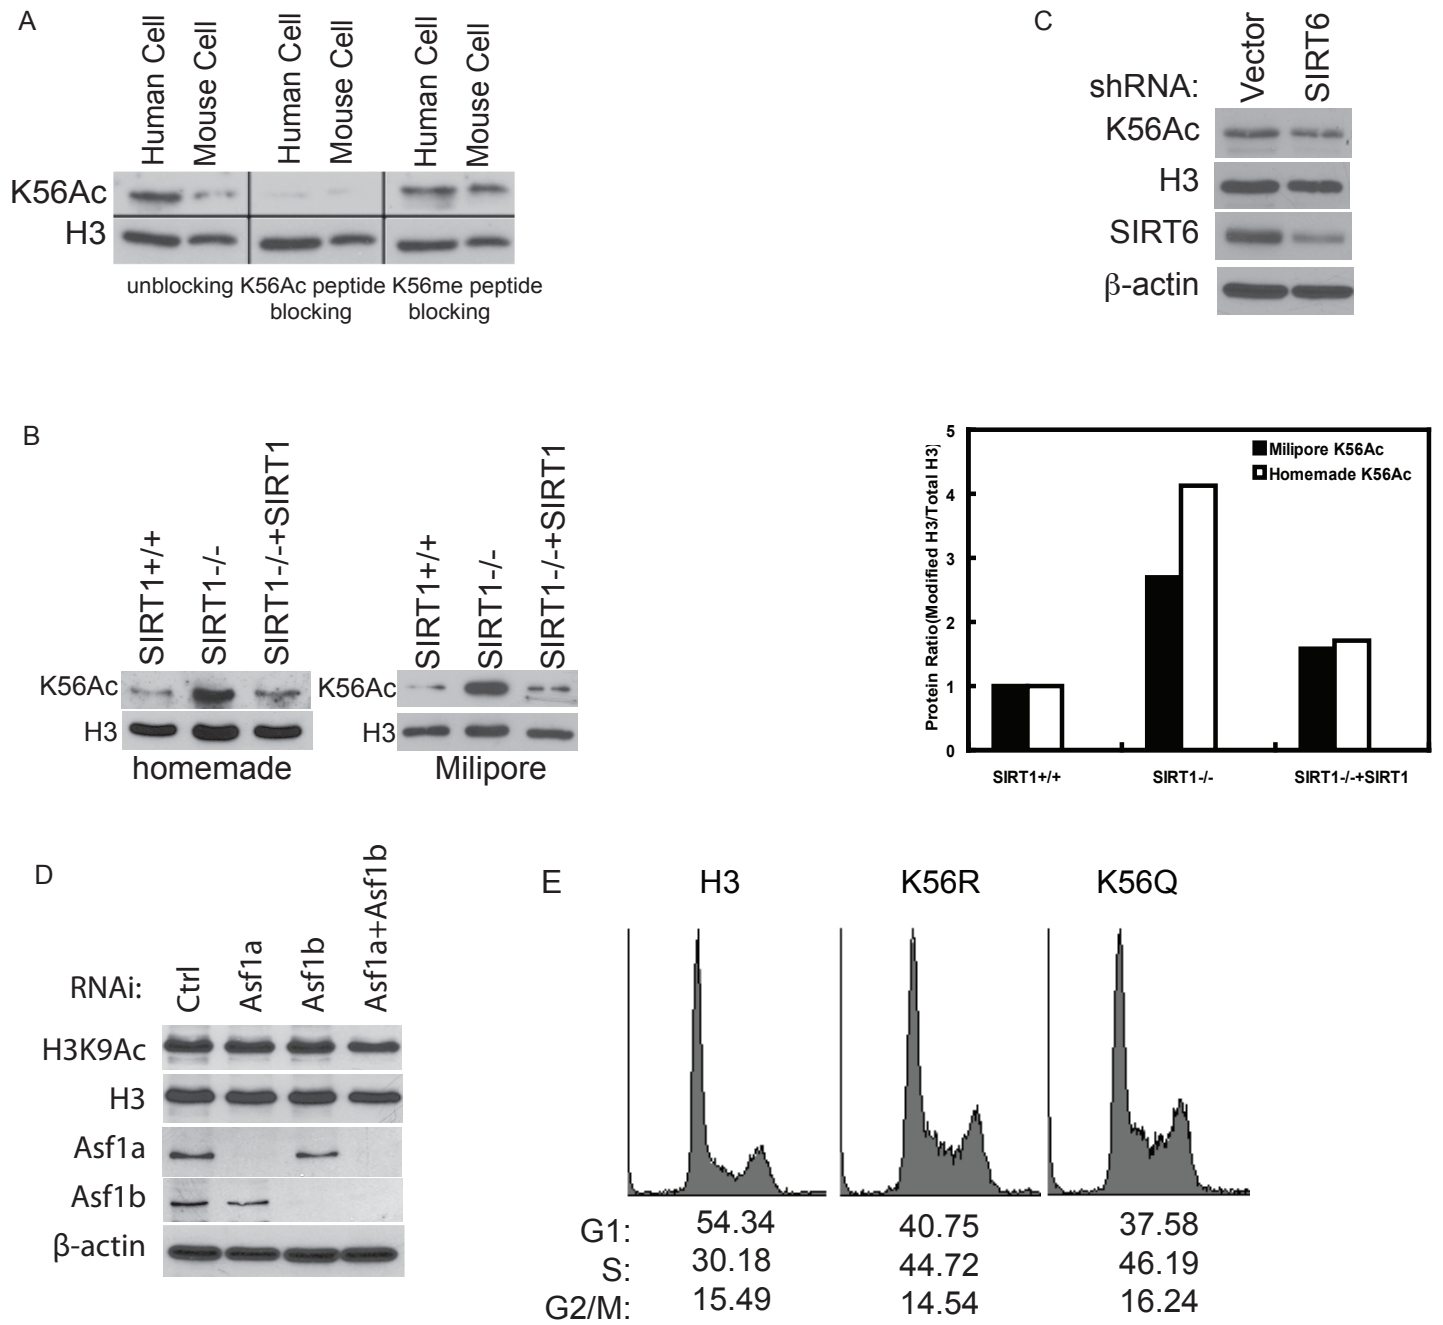 A
Human Cell
Mouse Cell
Human Cell
Mouse Cell
Human Cell
Mouse Cell
K56Ac
H3
unblocking K56Ac peptide K56me peptide
blocking blocking
C
shRNA:
Vector
SIRT6
K56Ac
H3
SIRT6
β-actin
B
SIRT1+/+
SIRT1-/-
SIRT1-/-+SIRT1
K56Ac
H3
homemade
SIRT1+/+
SIRT1-/-
SIRT1-/-+SIRT1
K56Ac
H3
Milipore
Protein Ratio(Modified H3/Total H3)
5
4
3
2
1
0
Milipore K56Ac
Homemade K56Ac
SIRT1+/+
SIRT1-/-
SIRT1-/-+SIRT1
D
RNAi:
Ctrl
Asf1a
Asf1b
Asf1a+Asf1b
H3K9Ac
H3
Asf1a
Asf1b
β-actin
E
H3 K56R K56Q
G1: 54.34 40.75 37.58
S: 30.18 44.72 46.19
G2/M: 15.49 14.54 16.24